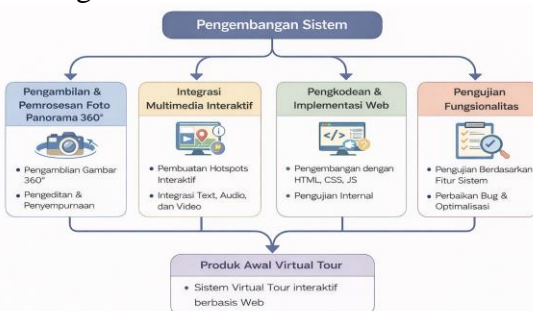 Pengembangan Sistem
Pengambilan &
Pemrosesan Foto
Panorama 360°
• Pengamblian Gambar
360°
• Pengeditan &
Penyempurnaan
Integrasi
Multimedia Interaktif
• Pembuatan Hotspots
Interaktif
• Integrasi Text, Audio,
dan Video
Pengkodean &
Implementasi Web
</>
• Pengembangan dengan
HTML, CSS, JS
• Pengujian Internal
Pengujian
Fungsionalitas
• Pengujian Berdasarkan
Fitur Sistem
• Perbaikan Bug &
Optimalisasi
Produk Awal Virtual Tour
• Sistem Virtual Tour interaktif
berbasis Web